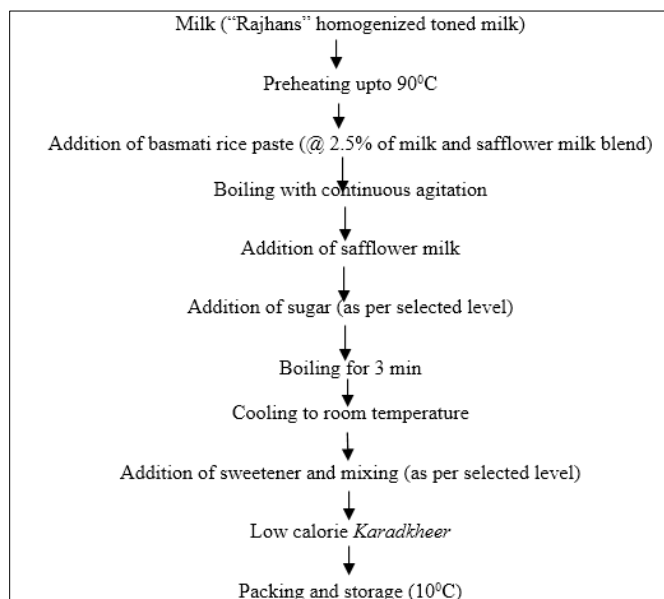 Milk (“Rajhans” homogenized toned milk)
Preheating upto 90⁰C
Addition of basmati rice paste (@ 2.5% of milk and safflower milk blend)
Boiling with continuous agitation
Addition of safflower milk
Addition of sugar (as per selected level)
Boiling for 3 min
Cooling to room temperature
Addition of sweetener and mixing (as per selected level)
Low calorie Karadkheer
Packing and storage (10⁰C)